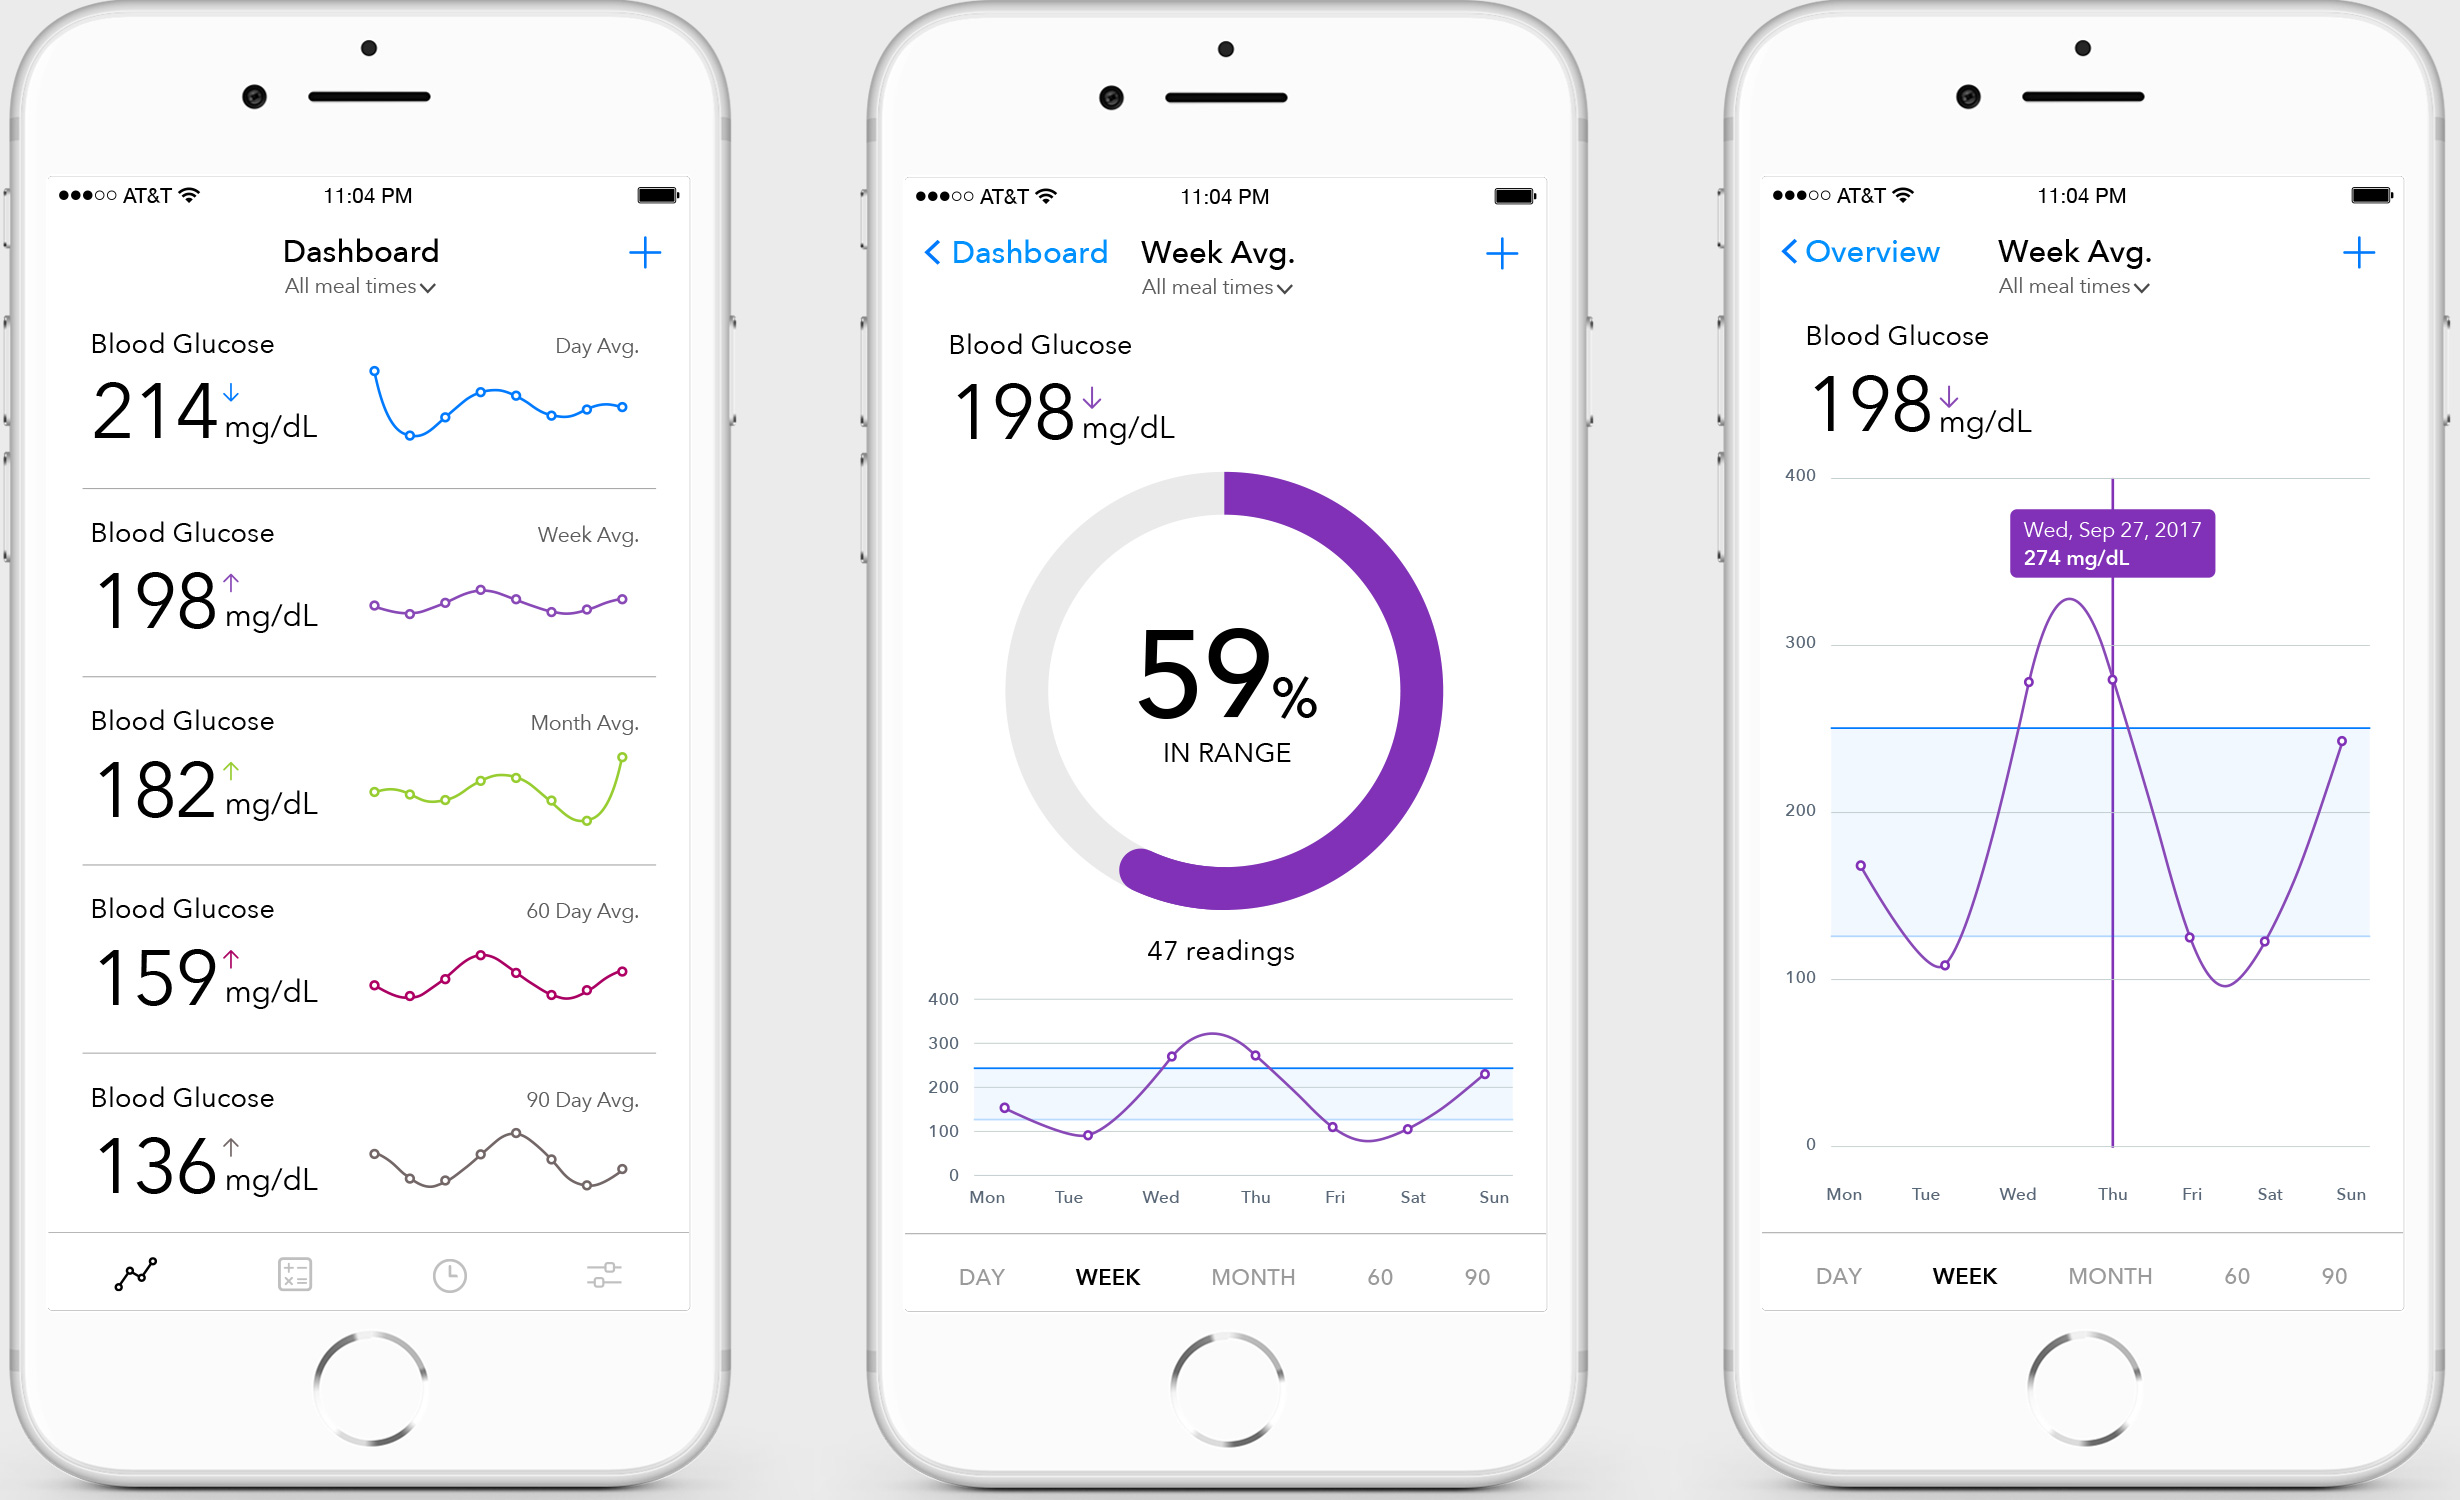 AT&T 11:04 PM
Dashboard
All meal times
Blood Glucose Day Avg.
214 mg/dL
Blood Glucose Week Avg.
198 mg/dL
Blood Glucose Month Avg.
182 mg/dL
Blood Glucose 60 Day Avg.
159 mg/dL
Blood Glucose 90 Day Avg.
136 mg/dL
AT&T 11:04 PM
Dashboard Week Avg.
All meal times
Blood Glucose
198 mg/dL
59%
IN RANGE
47 readings
400
300
200
100
0
Mon Tue Wed Thu Fri Sat Sun
DAY WEEK MONTH 60 90
AT&T 11:04 PM
Overview Week Avg.
All meal times
Blood Glucose
198 mg/dL
400
Wed, Sep 27, 2017
274 mg/dL
300
200
100
0
Mon Tue Wed Thu Fri Sat Sun
DAY WEEK MONTH 60 90